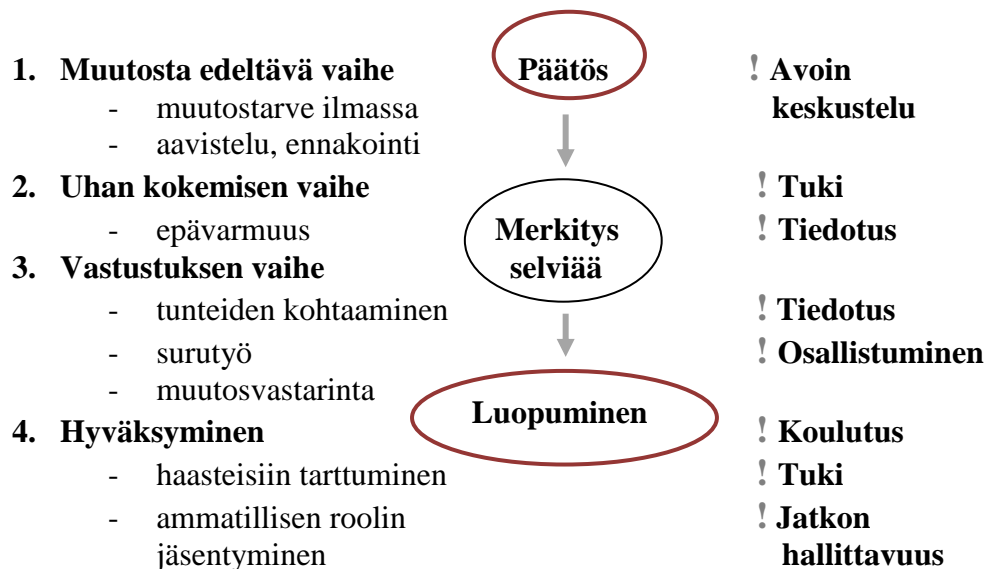 1. Muutosta edeltävä vaihe Päätös ! Avoin
- muutostarve ilmassa keskustelu
- aavistelu, ennakointi
2. Uhan kokemisen vaihe ! Tuki
- epävarmuus Merkitys ! Tiedotus
3. Vastustuksen vaihe selviää
- tunteiden kohtaaminen ! Tiedotus
- surutyö ! Osallistuminen
- muutosvastarinta
Luopuminen
4. Hyväksyminen ! Koulutus
- haasteisiin tarttuminen ! Tuki
- ammatillisen roolin ! Jatkon
jäsentyminen hallittavuus